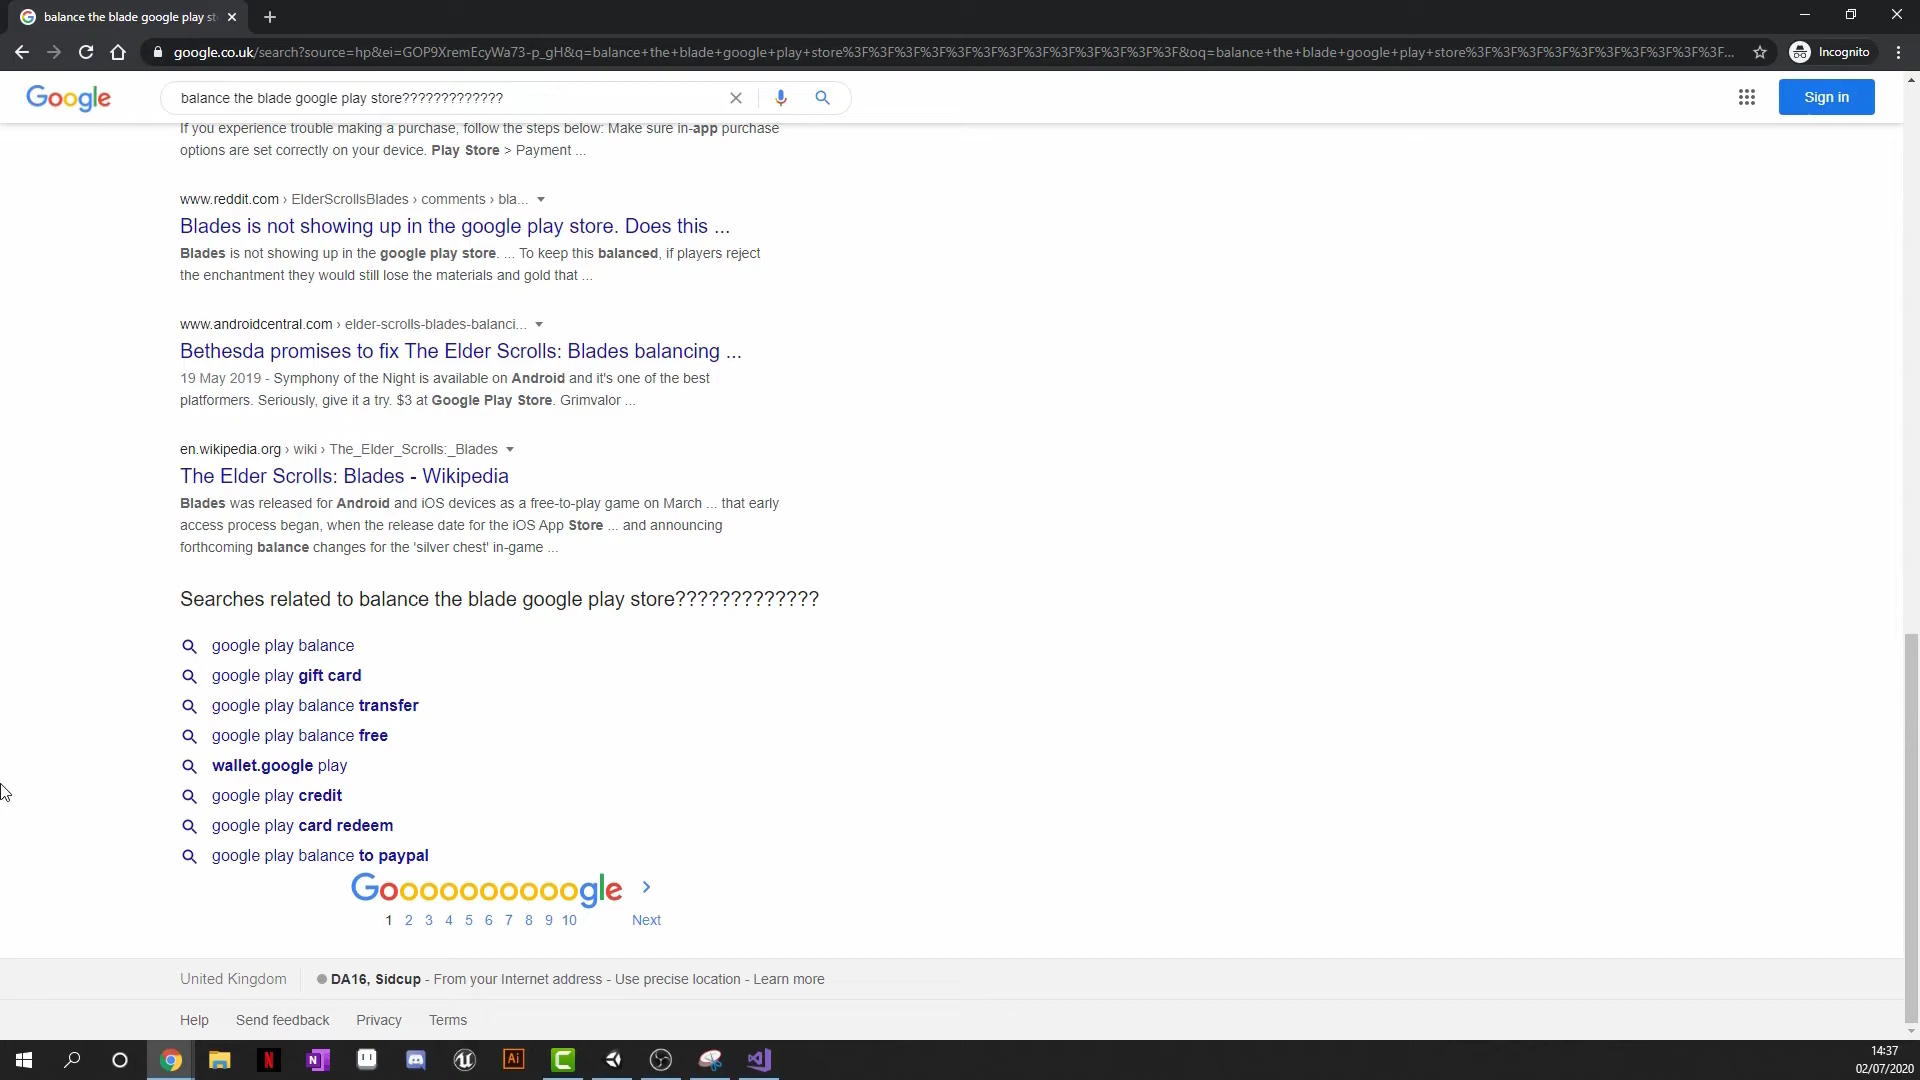 balance the blade google play st
google.co.uk/search?source=hp&ei=GOP9XremEcyWa73-p_gH&q=balance+the+blade+google+play+store%3F%3F%3F%3F%3F%3F%3F%3F%3F%3F%3F%3F%3F&oq=balance+the+blade+google+play+store%3F%3F%3F%3F%3F%3F%3F%3F%3F%3F%3F...
Incognito
Google
balance the blade google play store?????????????
Sign in
If you experience trouble making a purchase, follow the steps below: Make sure in-app purchase
options are set correctly on your device. Play Store > Payment ...
www.reddit.com › ElderScrollsBlades › comments › bla...
Blades is not showing up in the google play store. Does this ...
Blades is not showing up in the google play store. ... To keep this balanced, if players reject
the enchantment they would still lose the materials and gold that ...
www.androidcentral.com › elder-scrolls-blades-balanci...
Bethesda promises to fix The Elder Scrolls: Blades balancing ...
19 May 2019 - Symphony of the Night is available on Android and it's one of the best
platformers. Seriously, give it a try. $3 at Google Play Store. Grimvalor ...
en.wikipedia.org › wiki › The_Elder_Scrolls:_Blades
The Elder Scrolls: Blades - Wikipedia
Blades was released for Android and iOS devices as a free-to-play game on March ... that early
access process began, when the release date for the iOS App Store ... and announcing
forthcoming balance changes for the 'silver chest' in-game ...
Searches related to balance the blade google play store?????????????
google play balance
google play gift card
google play balance transfer
google play balance free
wallet.google play
google play credit
google play card redeem
google play balance to paypal
Goooooooooogle
1 2 3 4 5 6 7 8 9 10 Next
United Kingdom
DA16, Sidcup - From your Internet address - Use precise location - Learn more
Help Send feedback Privacy Terms
N
N
Ai
14:37
02/07/2020